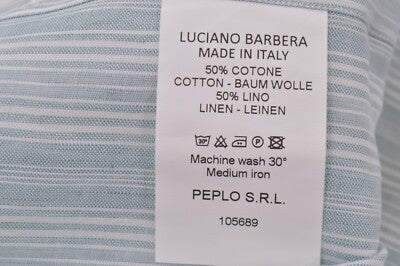 LUCIANO BARBERA
MADE IN ITALY
50% COTONE
COTTON - BAUM WOLLE
50% LINO
LINEN - LEINEN
Machine wash 30°
Medium iron
PEPLO S.R.L.
105689